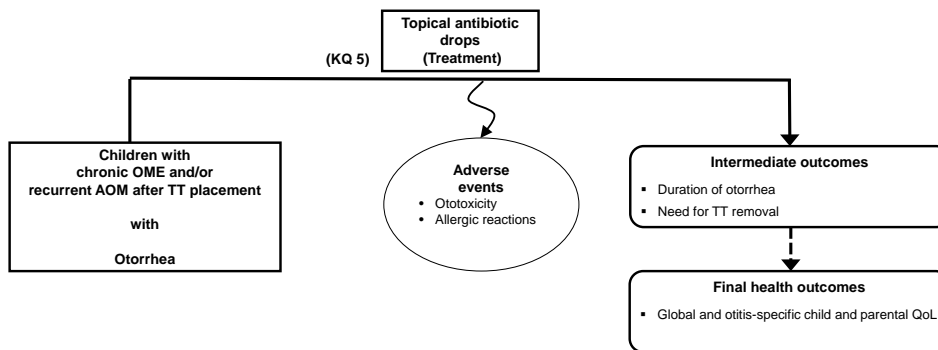 Topical antibiotic
drops
(Treatment)
(KQ 5)
Children with
chronic OME and/or
recurrent AOM after TT placement
with
Otorrhea
Adverse
events
• Ototoxicity
• Allergic reactions
Intermediate outcomes
▪ Duration of otorrhea
▪ Need for TT removal
Final health outcomes
▪ Global and otitis-specific child and parental QoL